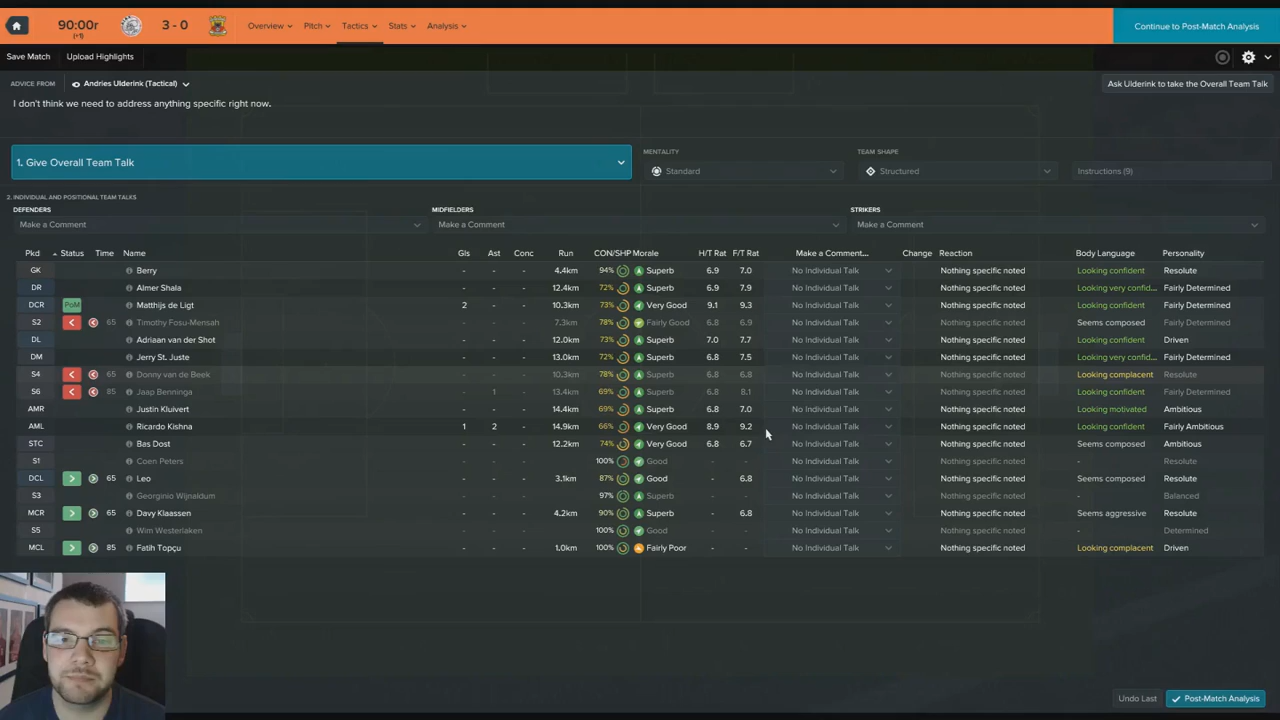 90:00r
(+1)
3 - 0
Overview
Pitch
Tactics
Stats
Analysis
Continue to Post-Match Analysis
Save Match
Upload Highlights
ADVICE FROM
Andries Ulderink (Tactical)
Ask Ulderink to take the Overall Team Talk
I don't think we need to address anything specific right now.
1. Give Overall Team Talk
MENTALITY
TEAM SHAPE
Standard
Structured
Instructions (9)
2. INDIVIDUAL AND POSITIONAL TEAM TALKS
DEFENDERS MIDFIELDERS STRIKERS
Make a Comment Make a Comment Make a Comment
Pkd Status Time Name Gls Ast Conc Run CON/SHP Morale H/T Rat F/T Rat Make a Comment... Change Reaction Body Language Personality
GK Berry - - - 4.4km 94% Superb 6.9 7.0 No Individual Talk Nothing specific noted Looking confident Resolute
DR Almer Shala - - - 12.4km 72% Superb 6.9 7.9 No Individual Talk Nothing specific noted Looking very confid... Fairly Determined
DCR PoM Matthijs de Ligt 2 - - 10.3km 73% Very Good 9.1 9.3 No Individual Talk Nothing specific noted Looking confident Fairly Determined
S2 65 Timothy Fosu-Mensah - - - 7.3km 78% Fairly Good 6.8 6.9 No Individual Talk Nothing specific noted Seems composed Fairly Determined
DL Adriaan van der Shot - - - 12.0km 73% Superb 7.0 7.7 No Individual Talk Nothing specific noted Looking confident Driven
DM Jerry St. Juste - - - 13.0km 72% Superb 6.8 7.5 No Individual Talk Nothing specific noted Looking very confid... Fairly Determined
S4 65 Donny van de Beek - - - 10.3km 78% Superb 6.8 6.8 No Individual Talk Nothing specific noted Looking complacent Resolute
S6 85 Jaap Benninga - 1 - 13.4km 69% Superb 6.8 8.1 No Individual Talk Nothing specific noted Looking confident Fairly Determined
AMR Justin Kluivert - - - 14.4km 69% Superb 6.8 7.0 No Individual Talk Nothing specific noted Looking motivated Ambitious
AML Ricardo Kishna 1 2 - 14.9km 66% Very Good 8.9 9.2 No Individual Talk Nothing specific noted Looking confident Fairly Ambitious
STC Bas Dost - - - 12.2km 74% Very Good 6.8 6.7 No Individual Talk Nothing specific noted Seems composed Ambitious
S1 Coen Peters - - - 100% Good - - No Individual Talk Nothing specific noted - Resolute
DCL 65 Leo - - - 3.1km 87% Good - 6.8 No Individual Talk Nothing specific noted Seems composed Resolute
S3 Georginio Wijnaldum - - - 97% Superb - - No Individual Talk Nothing specific noted - Balanced
MCR 65 Davy Klaassen - - - 4.2km 90% Superb - 6.8 No Individual Talk Nothing specific noted Seems aggressive Resolute
S5 Wim Westerlaken - - - 100% Good - - No Individual Talk Nothing specific noted - Determined
MCL 85 Fatih Topçu - - - 1.0km 100% Fairly Poor - - No Individual Talk Nothing specific noted Looking complacent Driven
Undo Last
Post-Match Analysis